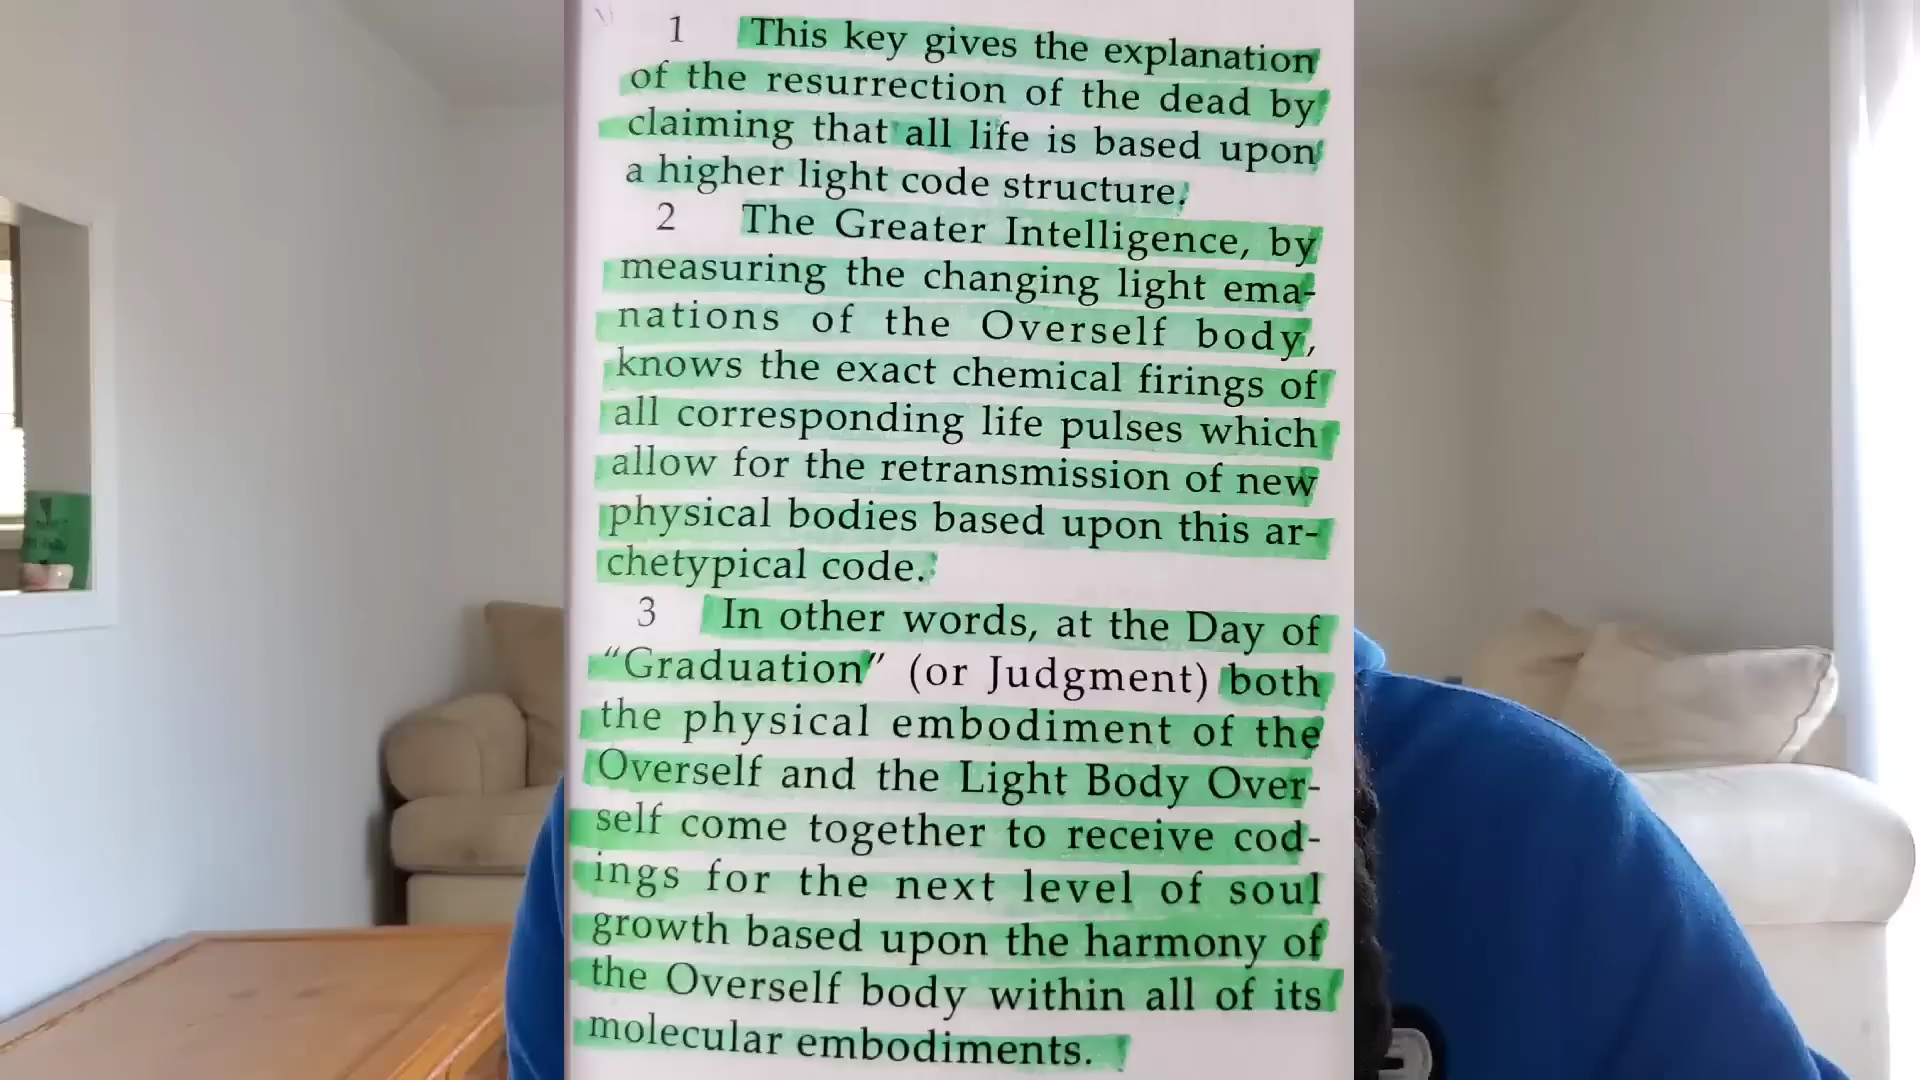 1 This key gives the explanation
of the resurrection of the dead by
claiming that all life is based upon
a higher light code structure.
2 The Greater Intelligence, by
measuring the changing light ema-
nations of the Overself body,
knows the exact chemical firings of
all corresponding life pulses which
allow for the retransmission of new
physical bodies based upon this ar-
chetypical code.
3 In other words, at the Day of
“Graduation” (or Judgment) both
the physical embodiment of the
Overself and the Light Body Over-
self come together to receive cod-
ings for the next level of soul
growth based upon the harmony of
the Overself body within all of its
molecular embodiments.